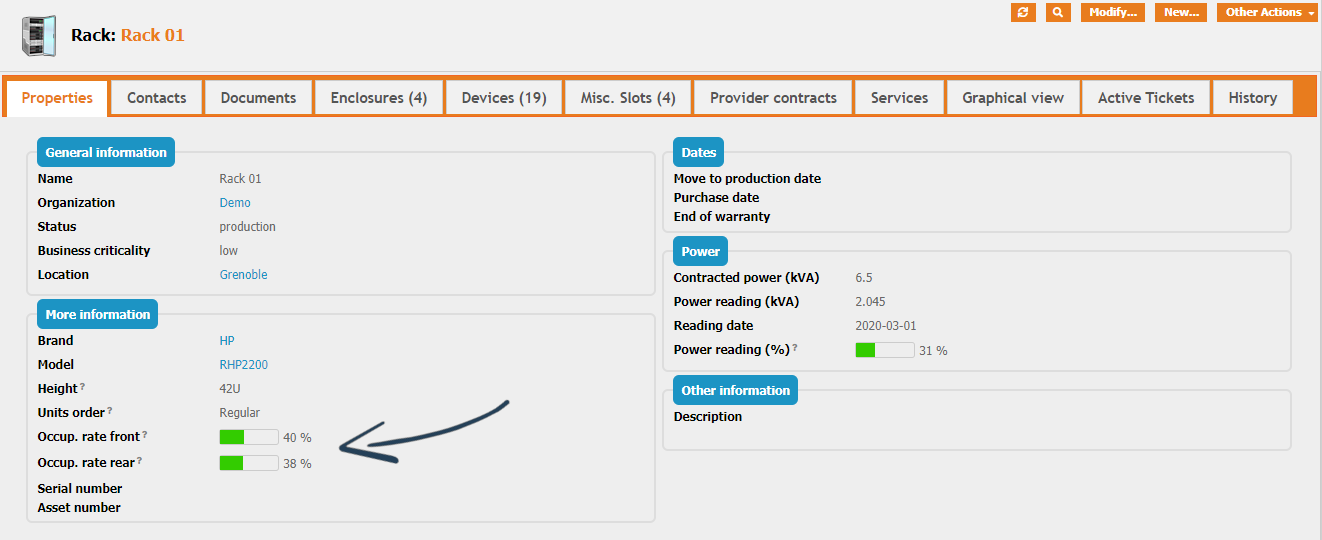 Rack: Rack 01
Modify... New... Other Actions
Properties Contacts Documents Enclosures (4) Devices (19) Misc. Slots (4) Provider contracts Services Graphical view Active Tickets History
General information
Name Rack 01
Organization Demo
Status production
Business criticality low
Location Grenoble
More information
Brand HP
Model RHP2200
Height ? 42U
Units order ? Regular
Occup. rate front ? 40 %
Occup. rate rear ? 38 %
Serial number
Asset number
Dates
Move to production date
Purchase date
End of warranty
Power
Contracted power (kVA) 6.5
Power reading (kVA) 2.045
Reading date 2020-03-01
Power reading (%) ? 31 %
Other information
Description